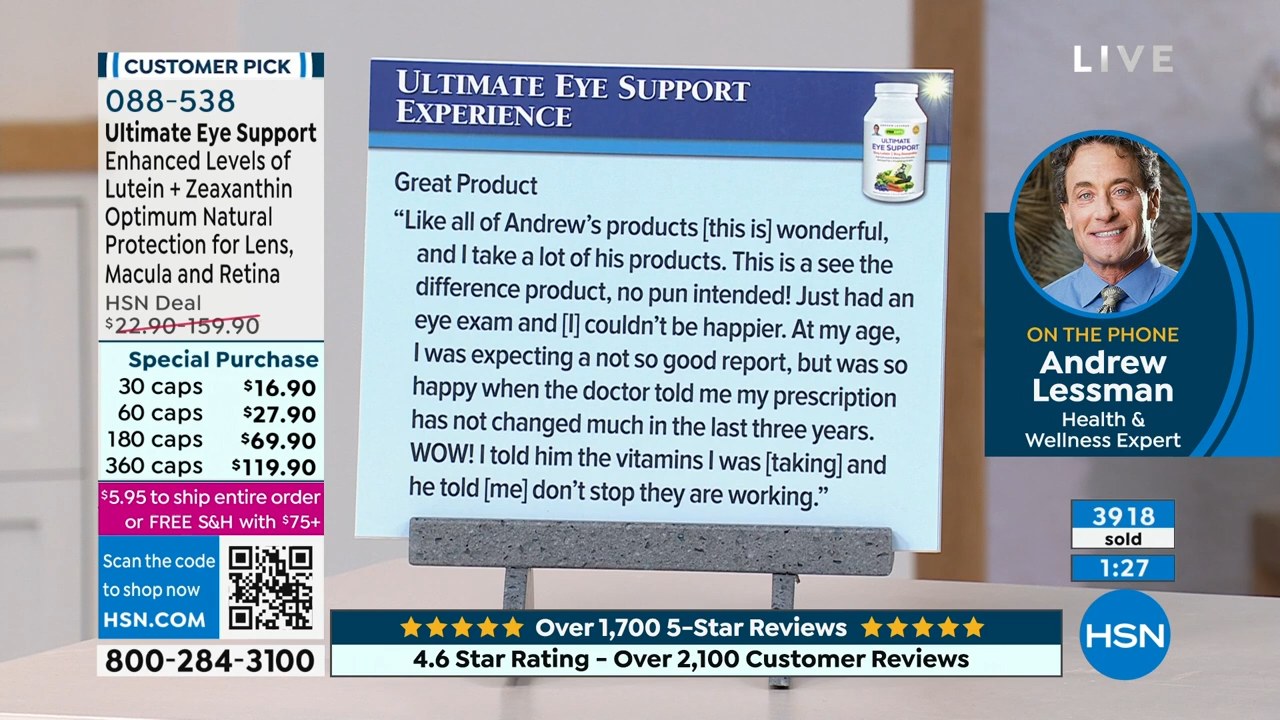 CUSTOMER PICK
088-538
Ultimate Eye Support
Enhanced Levels of
Lutein + Zeaxanthin
Optimum Natural
Protection for Lens,
Macula and Retina
HSN Deal
$22.90-159.90
Special Purchase
30 caps $16.90
60 caps $27.90
180 caps $69.90
360 caps $119.90
$5.95 to ship entire order
or FREE S&H with $75+
Scan the code
to shop now
HSN.COM
800-284-3100
ULTIMATE EYE SUPPORT
EXPERIENCE
ULTIMATE
EYE SUPPORT
Great Product
“Like all of Andrew’s products [this is] wonderful,
and I take a lot of his products. This is a see the
difference product, no pun intended! Just had an
eye exam and [I] couldn’t be happier. At my age,
I was expecting a not so good report, but was so
happy when the doctor told me my prescription
has not changed much in the last three years.
WOW! I told him the vitamins I was [taking] and
he told [me] don’t stop they are working.”
LIVE
ON THE PHONE
Andrew
Lessman
Health &
Wellness Expert
3918
sold
1:27
HSN
Over 1,700 5-Star Reviews
4.6 Star Rating - Over 2,100 Customer Reviews